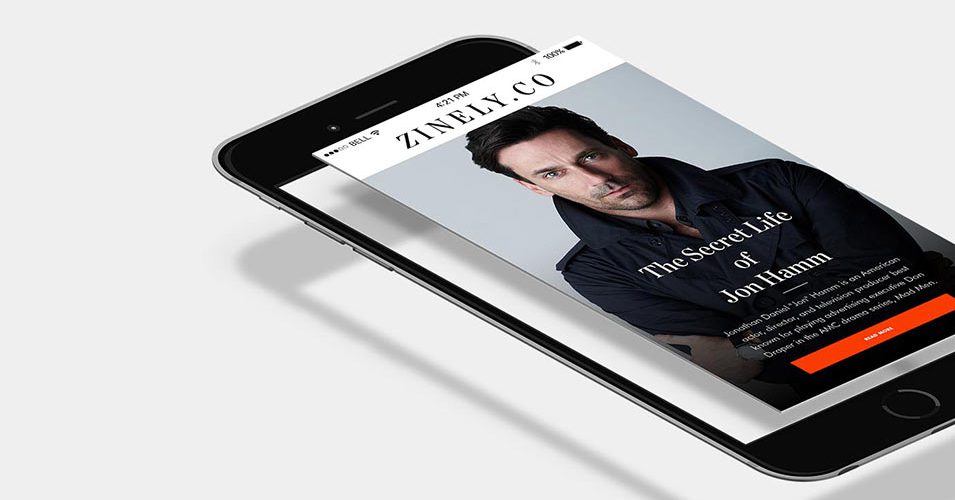 BELL 4:21 PM 100%
ZINELY.CO
The Secret Life
of
Jon Hamm
Jonathan Daniel "Jon" Hamm is an American
actor, director, and television producer best
known for playing advertising executive Don
Draper in the AMC drama series, Mad Men.
READ MORE